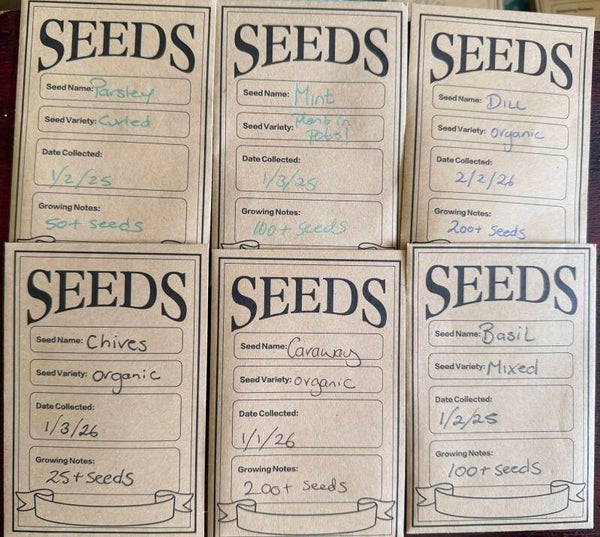 SEEDS
Seed Name: Parsley
Seed Variety: Curled
Date Collected:
1/2/25
Growing Notes:
50+ seeds
SEEDS
Seed Name: Mint
Seed Variety: Plant in
Pots!
Date Collected:
1/3/25
Growing Notes:
100+ seeds
SEEDS
Seed Name: DILL
Seed Variety: organic
Date Collected:
2/2/26
Growing Notes:
200+ seeds
SEEDS
Seed Name: Chives
Seed Variety: organic
Date Collected:
1/3/26
Growing Notes:
25+ seeds
SEEDS
Seed Name: Caraway
Seed Variety: organic
Date Collected:
1/1/26
Growing Notes:
200+ seeds
SEEDS
Seed Name: Basil
Seed Variety: Mixed
Date Collected:
1/2/25
Growing Notes:
100+ seeds